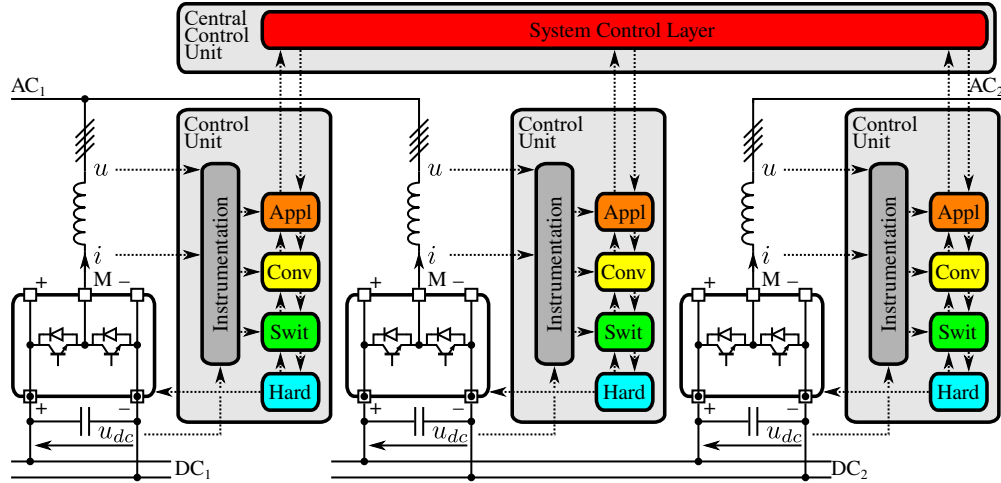 Central
Control
Unit
System Control Layer
AC1
AC2
Control
Unit
Control
Unit
Control
Unit
u
u
u
Instrumentation
Instrumentation
Instrumentation
Appl
Appl
Appl
i
i
i
Conv
Conv
Conv
+ M −
+ M −
+ M −
Swit
Swit
Swit
Hard
Hard
Hard
+ −
+ −
+ −
udc
udc
udc
DC1
DC2